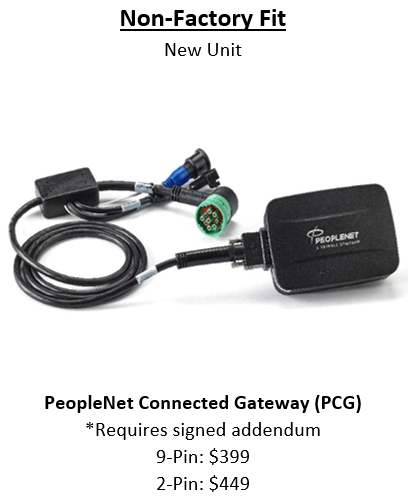 Non-Factory Fit
New Unit
PEOPLENET
A TRIMBLE COMPANY
PeopleNet Connected Gateway (PCG)
*Requires signed addendum
9-Pin: $399
2-Pin: $449